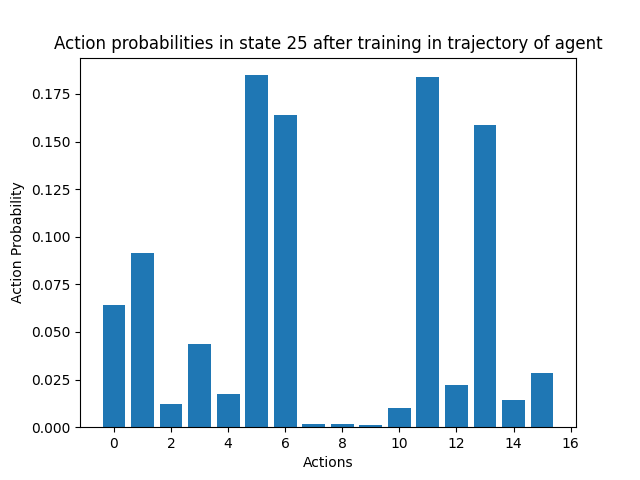 Action probabilities in state 25 after training in trajectory of agent
0.175
0.150
0.125
0.100
0.075
0.050
0.025
0.000
Action Probability
0 2 4 6 8 10 12 14 16
Actions